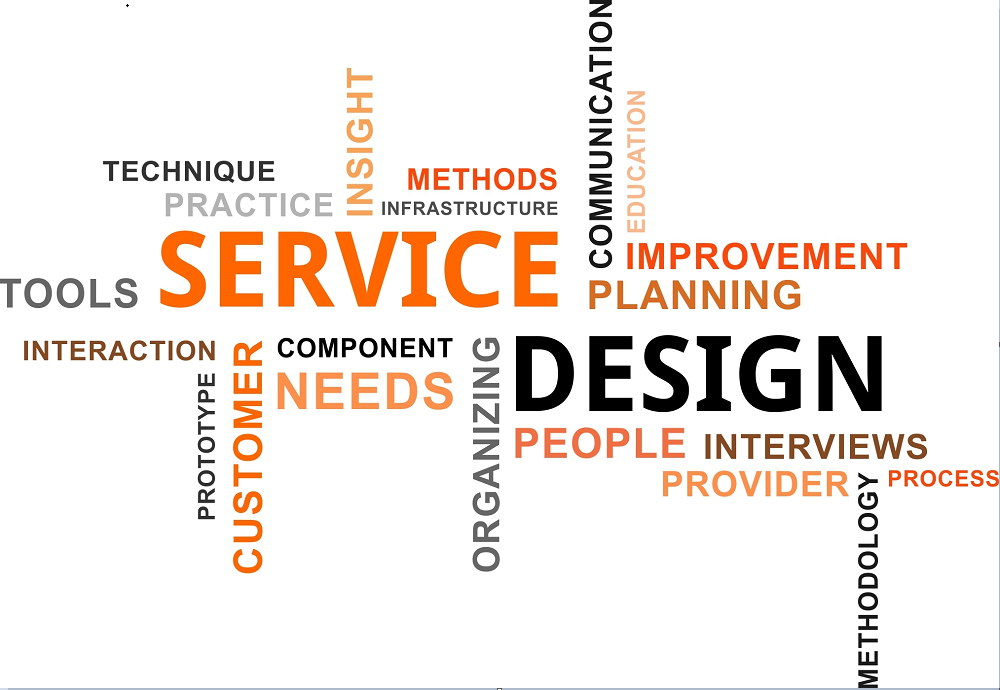 COMMUNICATION
INSIGHT
EDUCATION
TECHNIQUE
METHODS
PRACTICE
INFRASTRUCTURE
SERVICE
IMPROVEMENT
TOOLS
PLANNING
INTERACTION
COMPONENT
DESIGN
PROTOTYPE
CUSTOMER
NEEDS
ORGANIZING
PEOPLE
INTERVIEWS
PROVIDER
PROCESS
METHODOLOGY